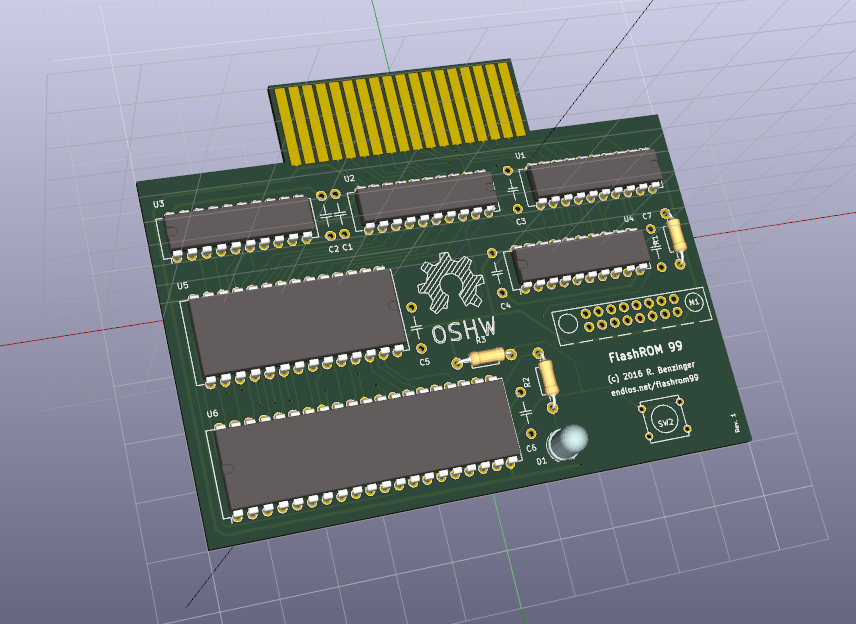 U1
U2
U3
C2 C1
C3
U4 C7
R1
U5
C4
OSHW
M1
R3
C5
FlashROM 99
(c) 2016 R. Benzinger
endlos.net/flashrom99
R2
U6
SW2
Rev. 1
C6
D1